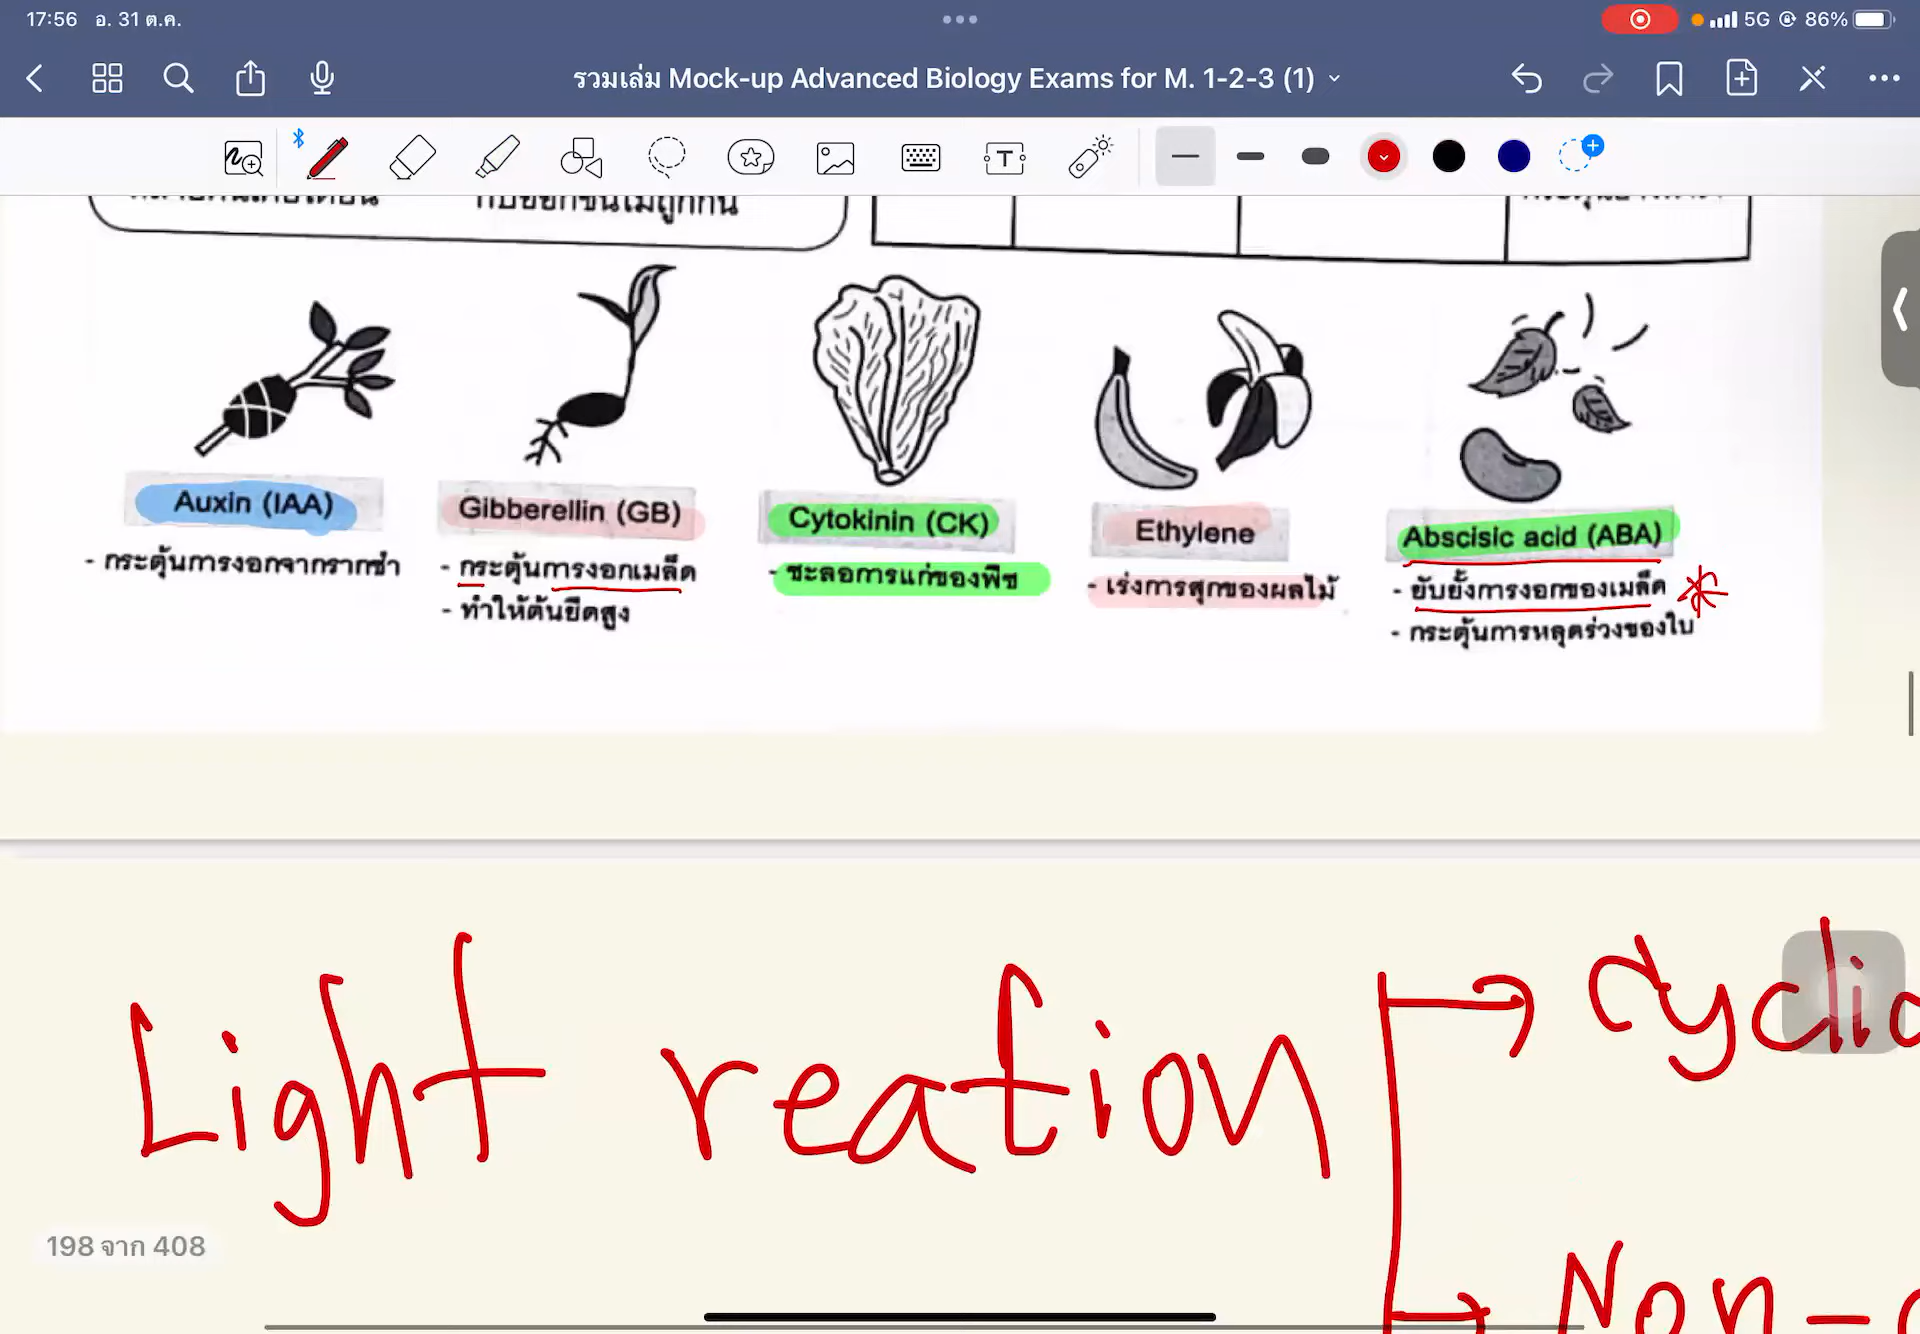 17:56 อ. 31 ต.ค.
5G 86%
รวมเล่ม Mock-up Advanced Biology Exams for M. 1-2-3 (1)
T
Auxin (IAA)
- กระตุ้นการงอกจากรากซำ
Gibberellin (GB)
- กระตุ้นการงอกเมล็ด
- ทำให้ต้นยืดสูง
Cytokinin (CK)
- ชะลอการแก่ของพืช
Ethylene
- เร่งการสุกของผลไม้
Abscisic acid (ABA)
- ยับยั้งการงอกของเมล็ด
- กระตุ้นการหลุดร่วงของใบ
Light reation
cyclic
Non-
198 จาก 408